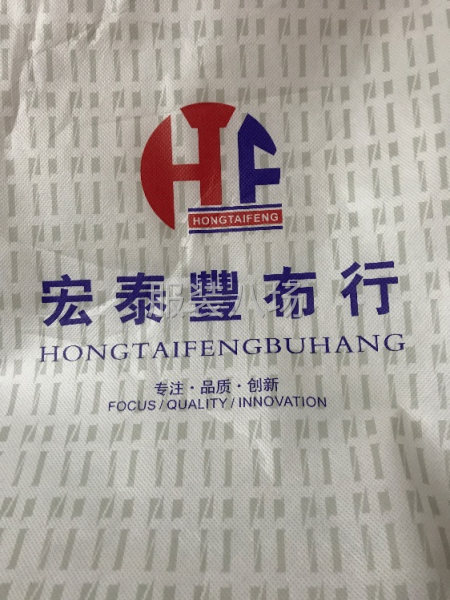 HF
HONGTAIFENG
宏泰豐布行
HONGTAIFENGBUHANG
专注·品质·创新
FOCUS/QUALITY/INNOVATION